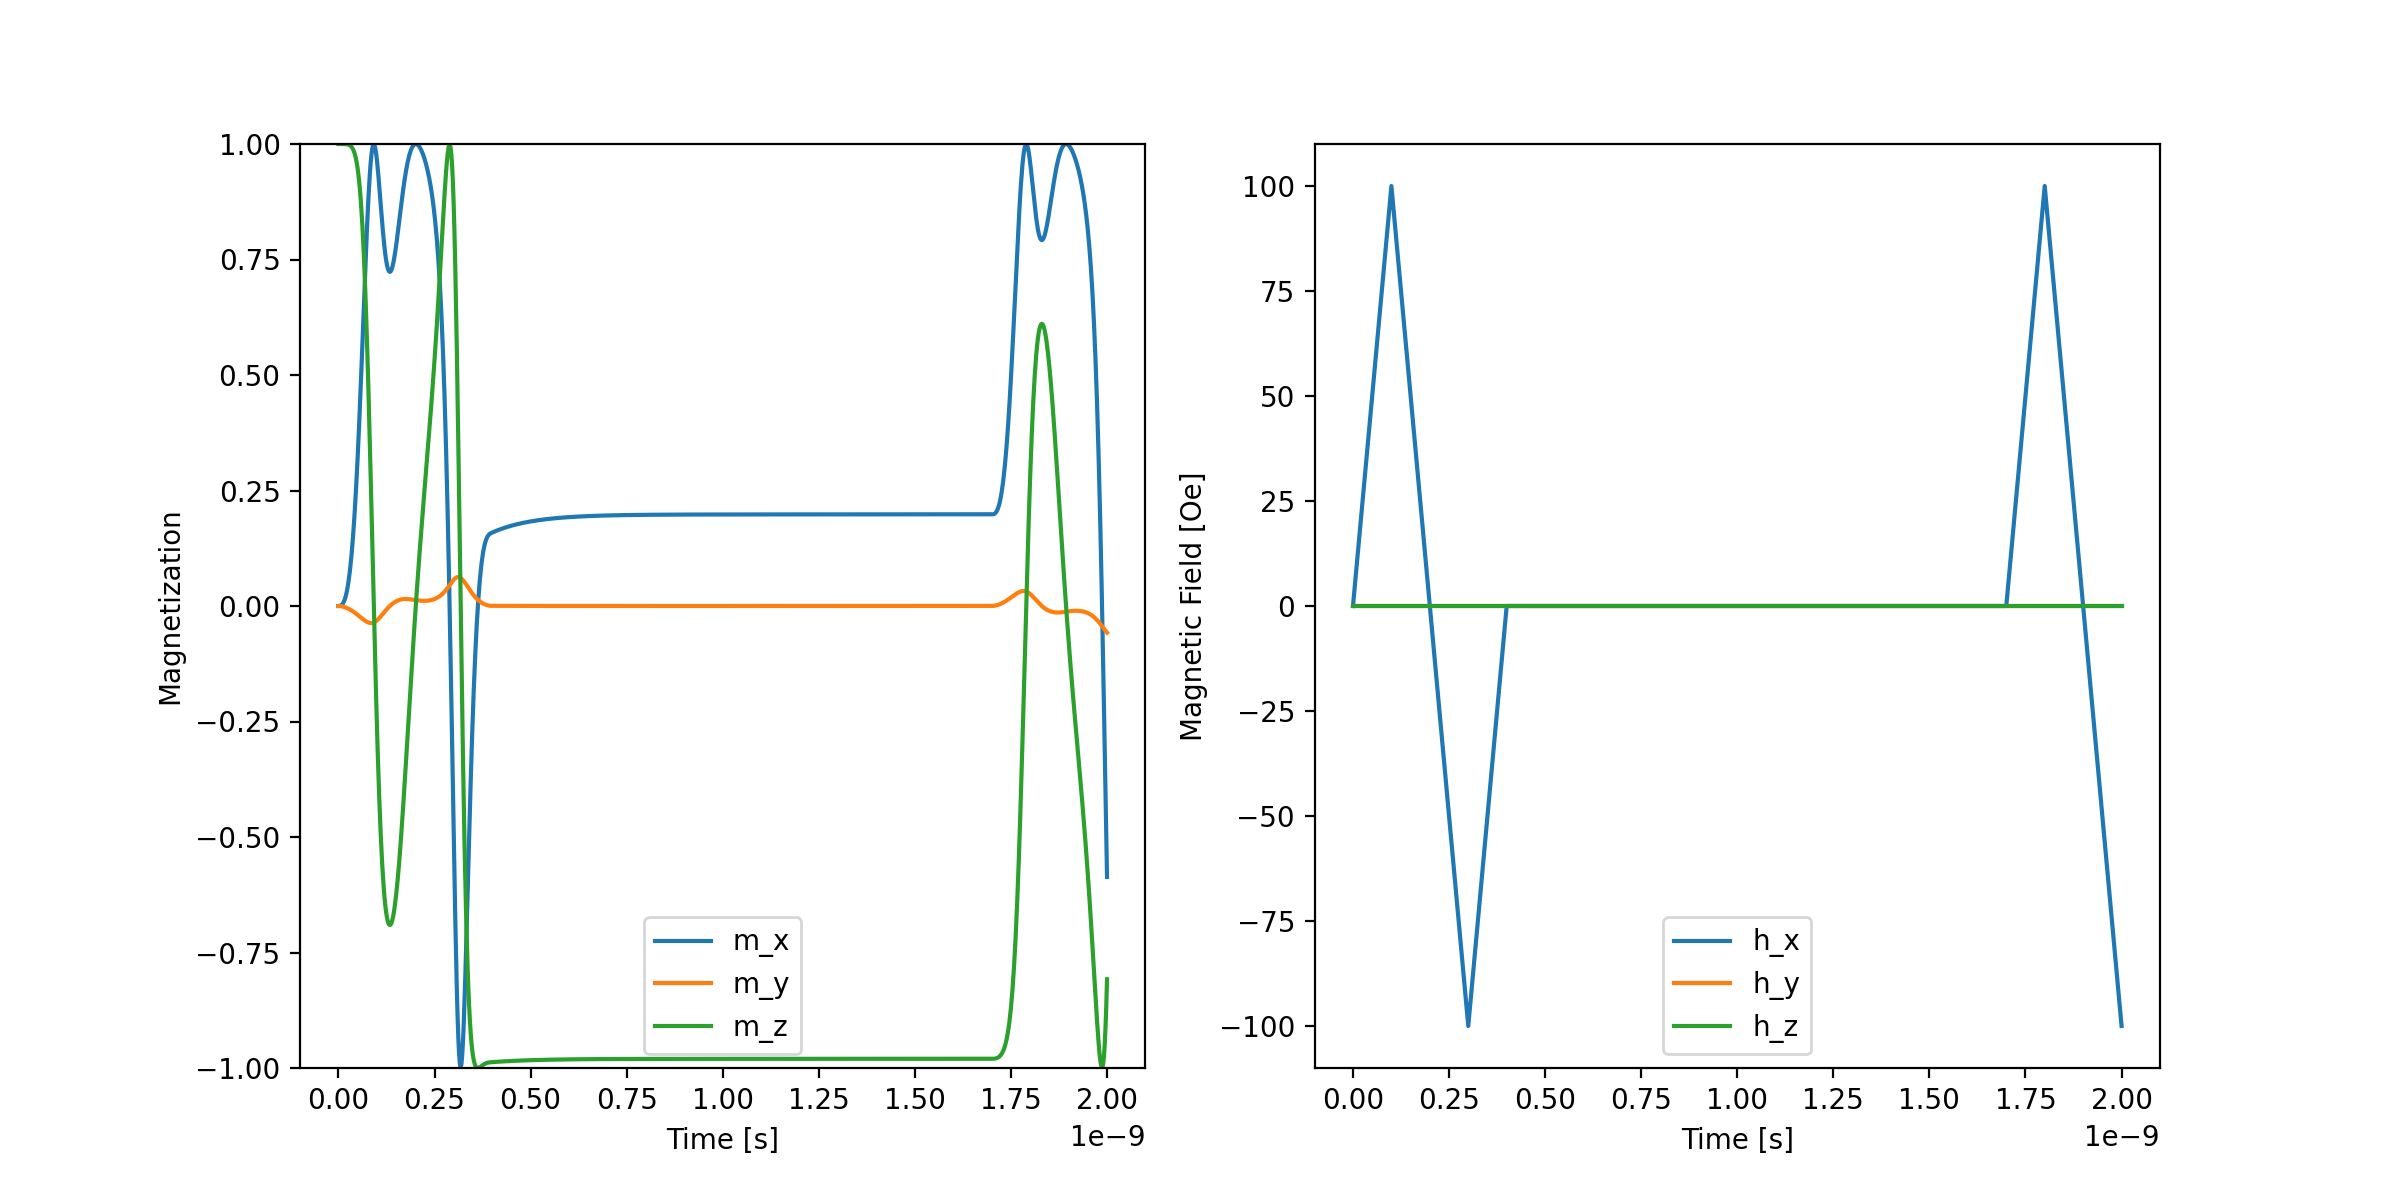 Magnetization
1.00
0.75
0.50
0.25
0.00
−0.25
−0.50
−0.75
−1.00
m_x
m_y
m_z
0.00 0.25 0.50 0.75 1.00 1.25 1.50 1.75 2.00
Time [s]
1e−9
Magnetic Field [Oe]
100
75
50
25
0
−25
−50
−75
−100
h_x
h_y
h_z
0.00 0.25 0.50 0.75 1.00 1.25 1.50 1.75 2.00
Time [s]
1e−9